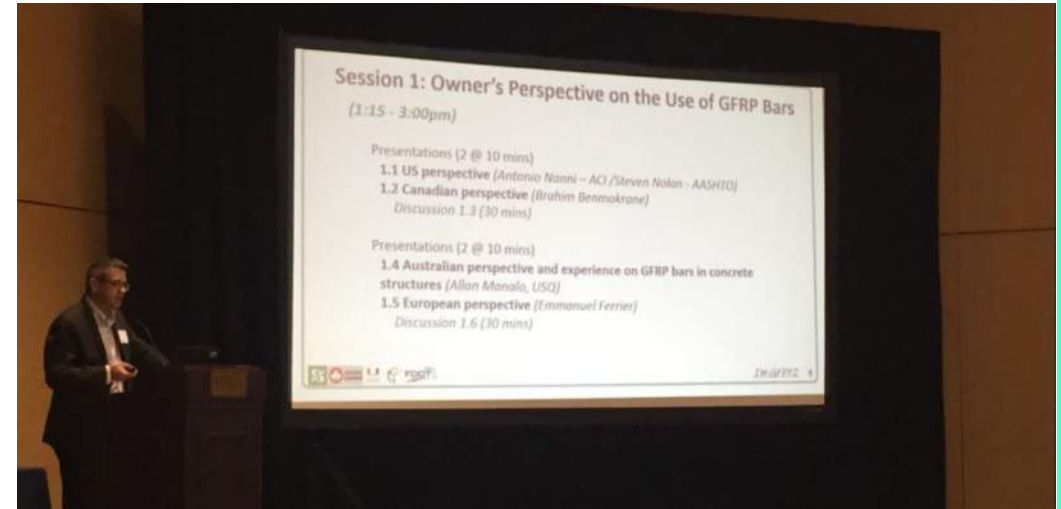 Session 1: Owner's Perspective on the Use of GFRP Bars
(1:15 - 3:00pm)
Presentations (2 @ 10 mins)
1.1 US perspective (Antonio Nanni – ACI /Steven Nolan - AASHTO)
1.2 Canadian perspective (Brahim Benmokrane)
Discussion 1.3 (30 mins)
Presentations (2 @ 10 mins)
1.4 Australian perspective and experience on GFRP bars in concrete
structures (Allan Manalo, USQ)
1.5 European perspective (Emmanuel Ferrier)
Discussion 1.6 (30 mins)
FDOT
4